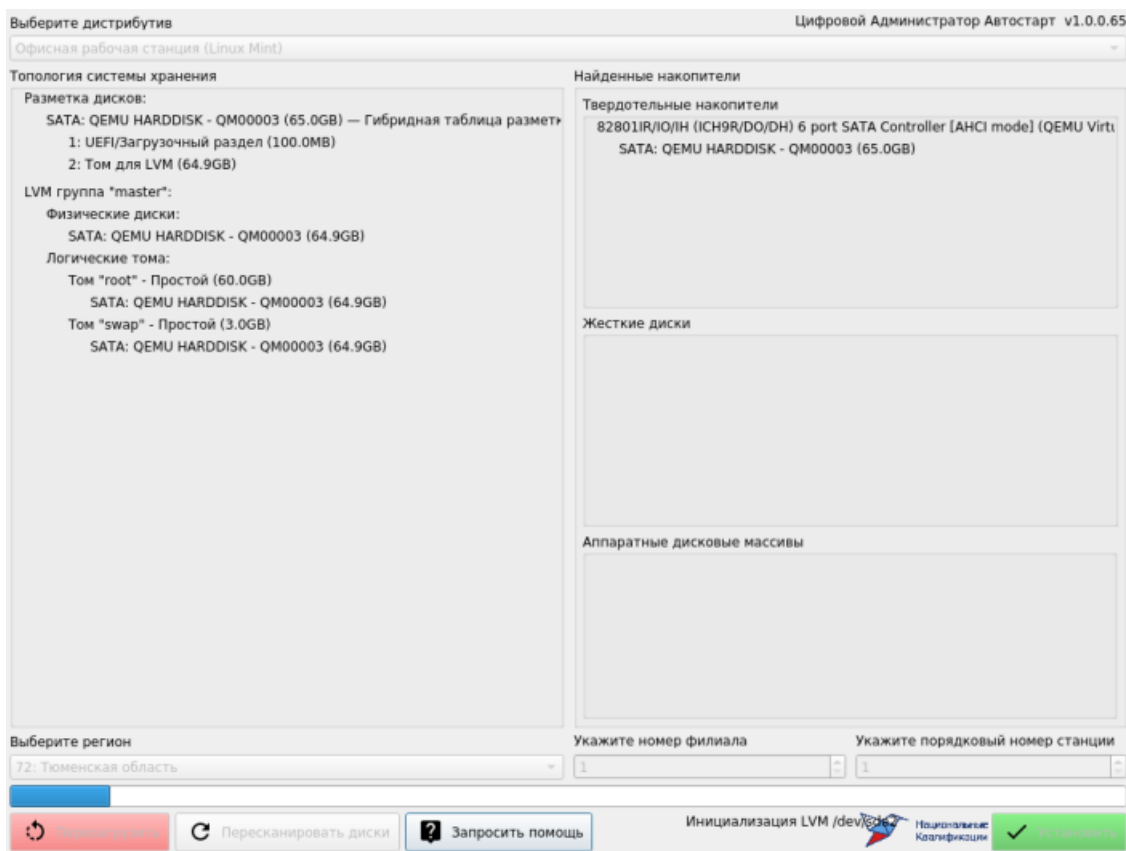 Выберите дистрибутив
Цифровой Администратор Автостарт v1.0.0.65
Офисная рабочая станция (Linux Mint)
Топология системы хранения
Разметка дисков:
SATA: QEMU HARDDISK - QM00003 (65.0GB) — Гибридная таблица разметк
1: UEFI/Загрузочный раздел (100.0MB)
2: Том для LVM (64.9GB)
LVM группа "master":
Физические диски:
SATA: QEMU HARDDISK - QM00003 (64.9GB)
Логические тома:
Том "root" - Простой (60.0GB)
SATA: QEMU HARDDISK - QM00003 (64.9GB)
Том "swap" - Простой (3.0GB)
SATA: QEMU HARDDISK - QM00003 (64.9GB)
Найденные накопители
Твердотельные накопители
82801IR/IO/IH (ICH9R/DO/DH) 6 port SATA Controller [AHCI mode] (QEMU Virtu
SATA: QEMU HARDDISK - QM00003 (65.0GB)
Жесткие диски
Аппаратные дисковые массивы
Выберите регион
72: Тюменская область
Укажите номер филиала
1
Укажите порядковый номер станции
1
Пересканировать диски
Запросить помощь
Инициализация LVM
Национальные
Квалификации